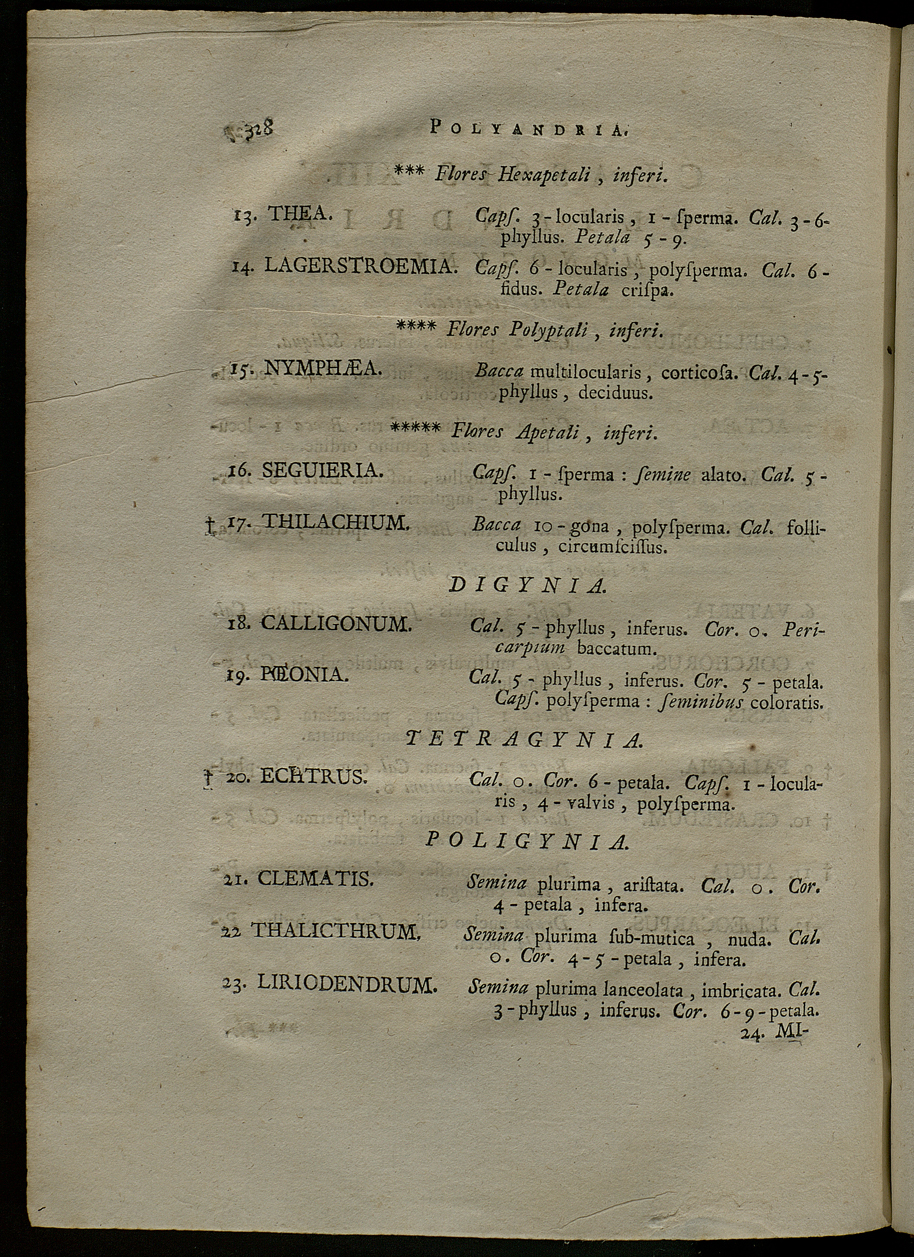 328 POLYANDRIA.
*** Flores Hexapetali , inferi.
13. THEA. Capſ. 3-locularis , 1-ſperma. Cal. 3-6-
phyllus. Petala 5-9.
14. LAGERSTROEMIA. Capſ. 6-locularis , polyſperma. Cal. 6-
fidus. Petala criſpa.
**** Flores Polyptali , inferi.
15. NYMPHÆA. Bacca multilocularis , corticoſa. Cal. 4-5-
phyllus , deciduus.
***** Flores Apetali , inferi.
16. SEGUIERIA. Capſ. 1-ſperma : ſemine alato. Cal. 5-
phyllus.
† 17. THILACHIUM. Bacca 10-gona , polyſperma. Cal. folli-
culus , circumſciſſus.
DIGYNIA.
18. CALLIGONUM. Cal. 5-phyllus , inferus. Cor. 0. Peri-
carpium baccatum.
19. PŒONIA. Cal. 5-phyllus , inferus. Cor. 5-petala.
Capſ. polyſperma : ſeminibus coloratis.
TETRAGYNIA.
† 20. ECHTRUS. Cal. 0. Cor. 6-petala. Capſ. 1-locula-
ris , 4-valvis , polyſperma.
POLIGYNIA.
21. CLEMATIS. Semina plurima , ariſtata. Cal. 0. Cor.
4-petala , infera.
22 THALICTHRUM. Semina plurima ſub-mutica , nuda. Cal.
0. Cor. 4-5-petala , infera.
23. LIRIODENDRUM. Semina plurima lanceolata , imbricata. Cal.
3-phyllus , inferus. Cor. 6-9-petala.
24. MI-